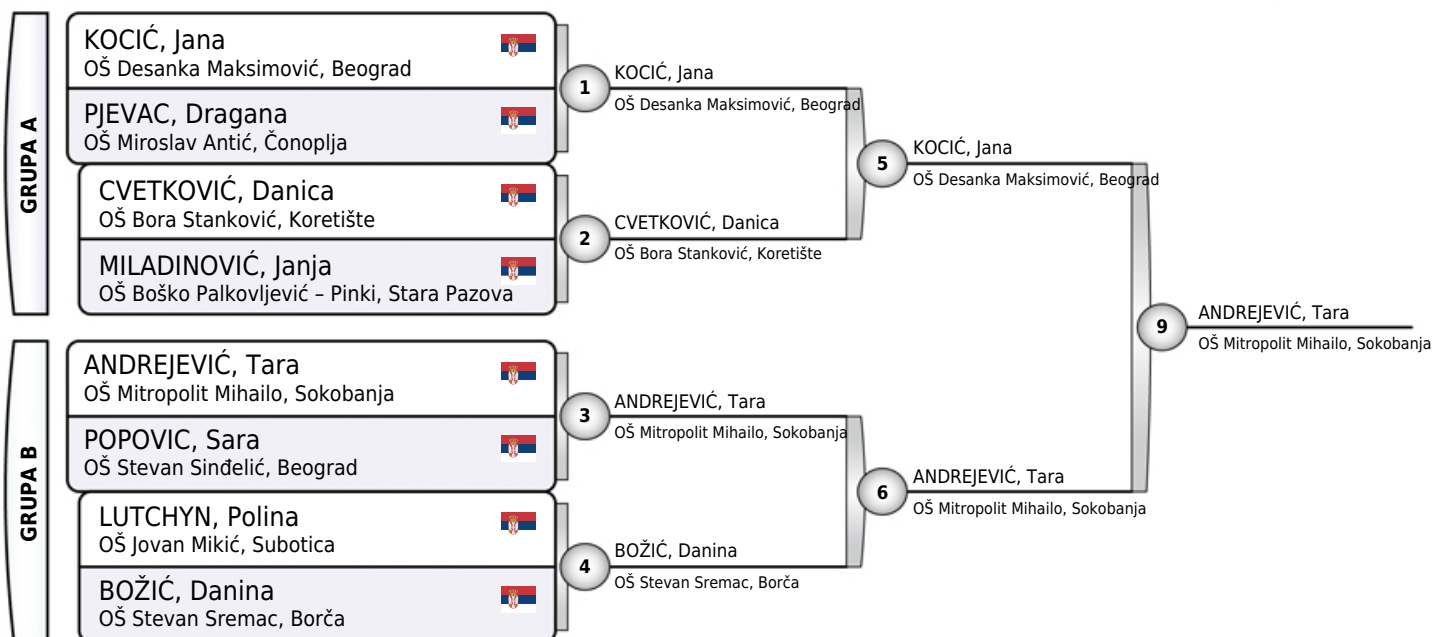 GRUPA A
KOCIĆ, Jana
OŠ Desanka Maksimović, Beograd
PJEVAC, Dragana
OŠ Miroslav Antić, Čonoplja
CVETKOVIĆ, Danica
OŠ Bora Stanković, Koretište
MILADINOVIĆ, Janja
OŠ Boško Palkovljević – Pinki, Stara Pazova
GRUPA B
ANDREJEVIĆ, Tara
OŠ Mitropolit Mihailo, Sokobanja
POPOVIC, Sara
OŠ Stevan Sinđelić, Beograd
LUTCHYN, Polina
OŠ Jovan Mikić, Subotica
BOŽIĆ, Danina
OŠ Stevan Sremac, Borča
1
KOCIĆ, Jana
OŠ Desanka Maksimović, Beograd
2
CVETKOVIĆ, Danica
OŠ Bora Stanković, Koretište
3
ANDREJEVIĆ, Tara
OŠ Mitropolit Mihailo, Sokobanja
4
BOŽIĆ, Danina
OŠ Stevan Sremac, Borča
5
KOCIĆ, Jana
OŠ Desanka Maksimović, Beograd
6
ANDREJEVIĆ, Tara
OŠ Mitropolit Mihailo, Sokobanja
9
ANDREJEVIĆ, Tara
OŠ Mitropolit Mihailo, Sokobanja